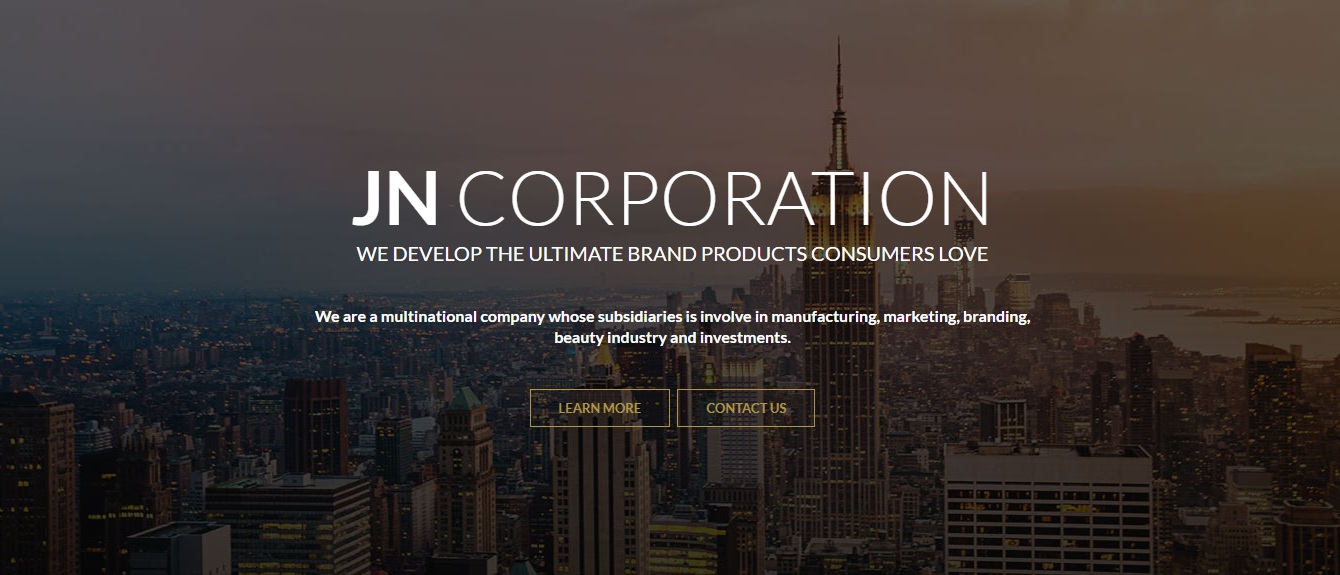 JN CORPORATION
WE DEVELOP THE ULTIMATE BRAND PRODUCTS CONSUMERS LOVE
We are a multinational company whose subsidiaries is involve in manufacturing, marketing, branding,
beauty industry and investments.
LEARN MORE CONTACT US